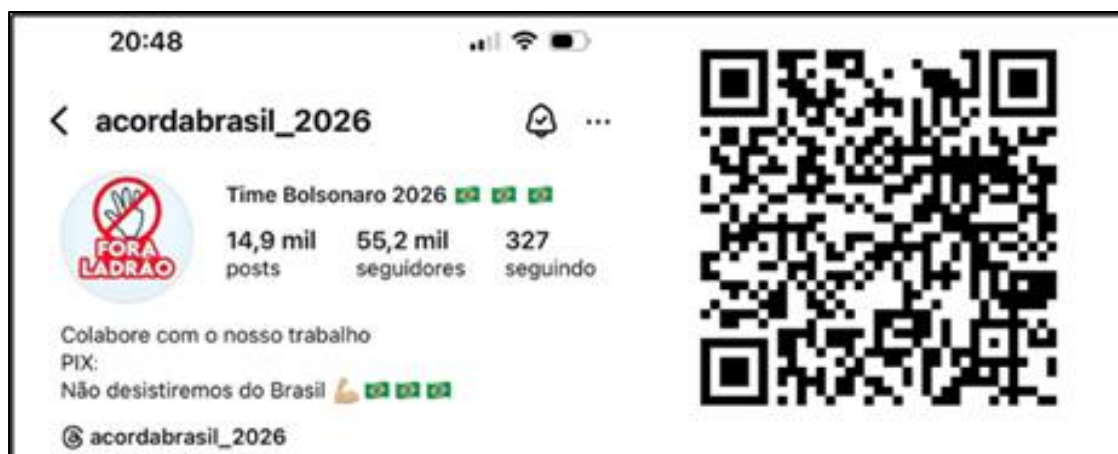 20:48
acordabrasil_2026
Time Bolsonaro 2026
14,9 mil 55,2 mil 327
posts seguidores seguindo
FORA
LADRÃO
Colabore com o nosso trabalho
PIX:
Não desistiremos do Brasil
acordabrasil_2026